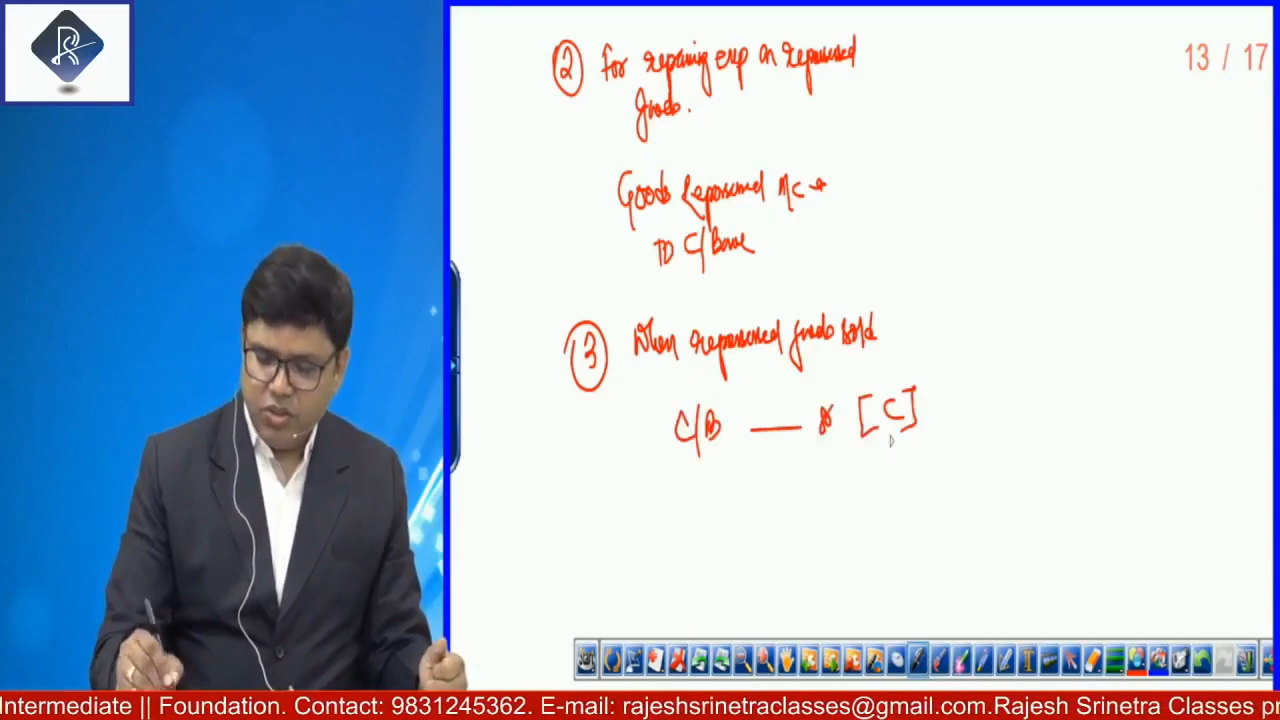 13 / 17
② For repairing exp on repossessed
goods.
Goods Repossessed A/c Dr
To C/Bank
③ When repossessed goods sold
C/B — Dr [C]
Intermediate || Foundation. Contact: 9831245362. E-mail: rajeshsrinetraclasses@gmail.com.Rajesh Srinetra Classes pr